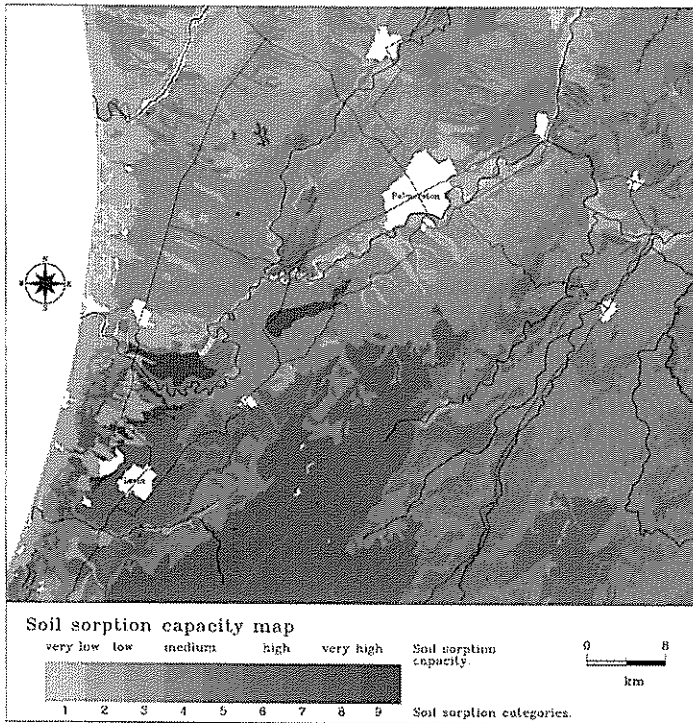 N
W E
S
Palmerston
Levin
Soil sorption capacity map
very low low medium high very high
Soil sorption capacity.
0 8
km
1 2 3 4 5 6 7 8 9
Soil sorption categories.